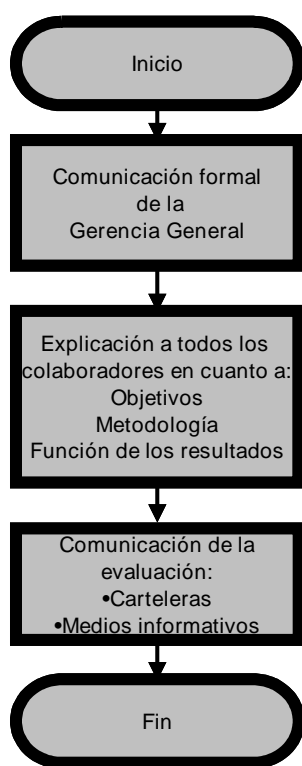 Inicio
Comunicación formal
de la
Gerencia General
Explicación a todos los
colaboradores en cuanto a:
Objetivos
Metodología
Función de los resultados
Comunicación de la
evaluación:
•Carteleras
•Medios informativos
Fin